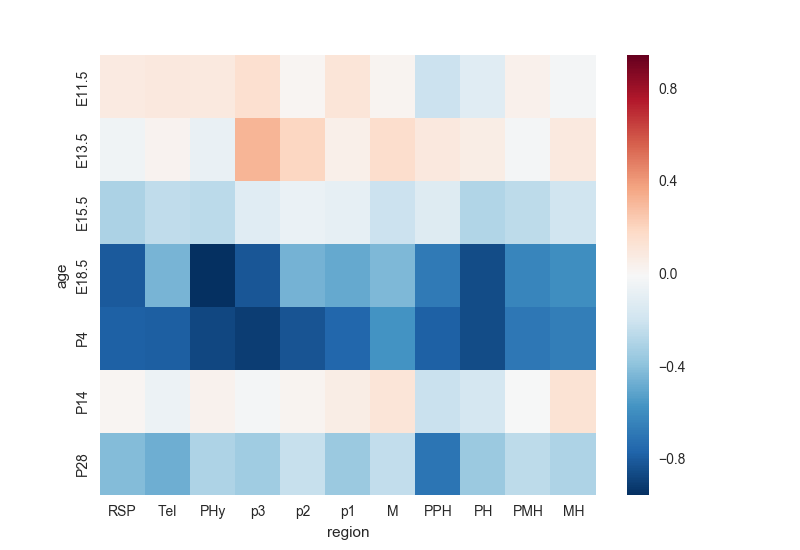 age
E11.5
E13.5
E15.5
E18.5
P4
P14
P28
RSP Tel PHy p3 p2 p1 M PPH PH PMH MH
region
0.8
0.4
0.0
−0.4
−0.8